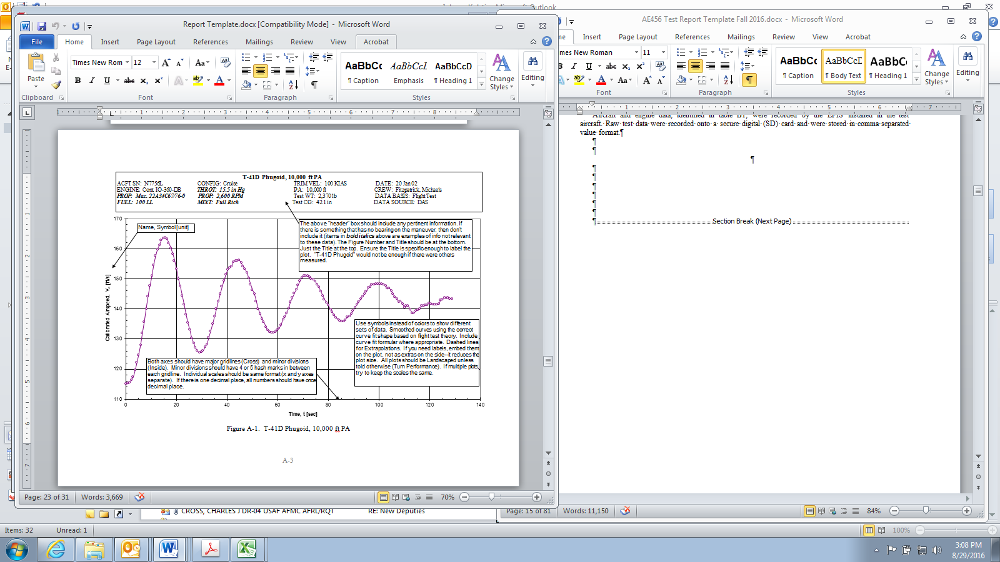 Microsoft Outlook
Report Template.docx [Compatibility Mode] - Microsoft Word
File Home Insert Page Layout References Mailings Review View Acrobat
Paste
Times New Rom 12
AaBbCc AaBbCcL AaBbCcD
¶ Caption Emphasis ¶ Heading 1
Change Styles
Editing
Clipboard Font Paragraph Styles
T-41D Phugoid, 10,000 ft PA
ACFT SN: N7756L CONFIG: Cruise TRIM VEL: 100 KIAS DATE: 20 Jan 02
ENGINE: Cont IO-360-DB THROT: 15.5 in Hg PA: 10,000 ft CREW: Fitzpatrick, Michaels
PROP: Mac. 22A34C67/76-0 PROP: 2,600 RPM Test WT: 2,370 lb DATA BASIS: Flight Test
FUEL: 100 LL MIXT: Full Rich Test CG: 42.1 in DATA SOURCE: DAS
Name, Symbol [unit]
The above "header" box should include any pertinent information. If
there is something that has no bearing on the maneuver, then don't
include it (items in bold italics above are examples of info not relevant
to these data). The Figure Number and Title should be at the bottom.
Just the Title at the top. Ensure the Title is specific enough to label the
plot. "T-41D Phugoid" would not be enough if there were others
measured.
Use symbols instead of colors to show different
sets of data. Smoothed curves using the correct
curve fit shape based on flight test theory. Include
curve fit formular where appropriate. Dashed lines
for Extrapolations. If you need labels, embed them
on the plot, not as extras on the side--it reduces the
plot size. All plots should be Landscaped unless
told otherwise (Turn Performance). If multiple plots,
try to keep the scales the same.
Both axes should have major gridlines (Cross) and minor divisions
(Inside). Minor divisions should have 4 or 5 hash marks in between
each gridline. Individual scales should be same format (x and y axes
separate). If there is one decimal place, all numbers should have once
decimal place.
Calibrated Airspeed, Vc [ft/s]
170
160
150
140
130
120
110
0 20 40 60 80 100 120 140
Time, t [sec]
Figure A-1. T-41D Phugoid, 10,000 ft PA
A-3
Page: 23 of 31 Words: 3,669 70%
AE456 Test Report Template Fall 2016.docx - Microsoft Word
Insert Page Layout References Mailings Review View Acrobat
mes New Roman 11
AaBbCc AaBbCcD AaBbC
¶ Caption ¶ Body Text ¶ Heading 1
Change Styles
Editing
Font Paragraph Styles
Aircraft and engine data, identified in table B1, were recorded by the EFIS installed in the test
aircraft. Raw test data were recorded onto a secure digital (SD) card and were stored in comma separated
value format.¶
Section Break (Next Page)
Page: 15 of 81 Words: 11,150 84%
CROSS, CHARLES J DR-04 USAF AFMC AFRL/RQT RE: New Deputies
Items: 32 Unread: 1 100%
3:08 PM
8/29/2016